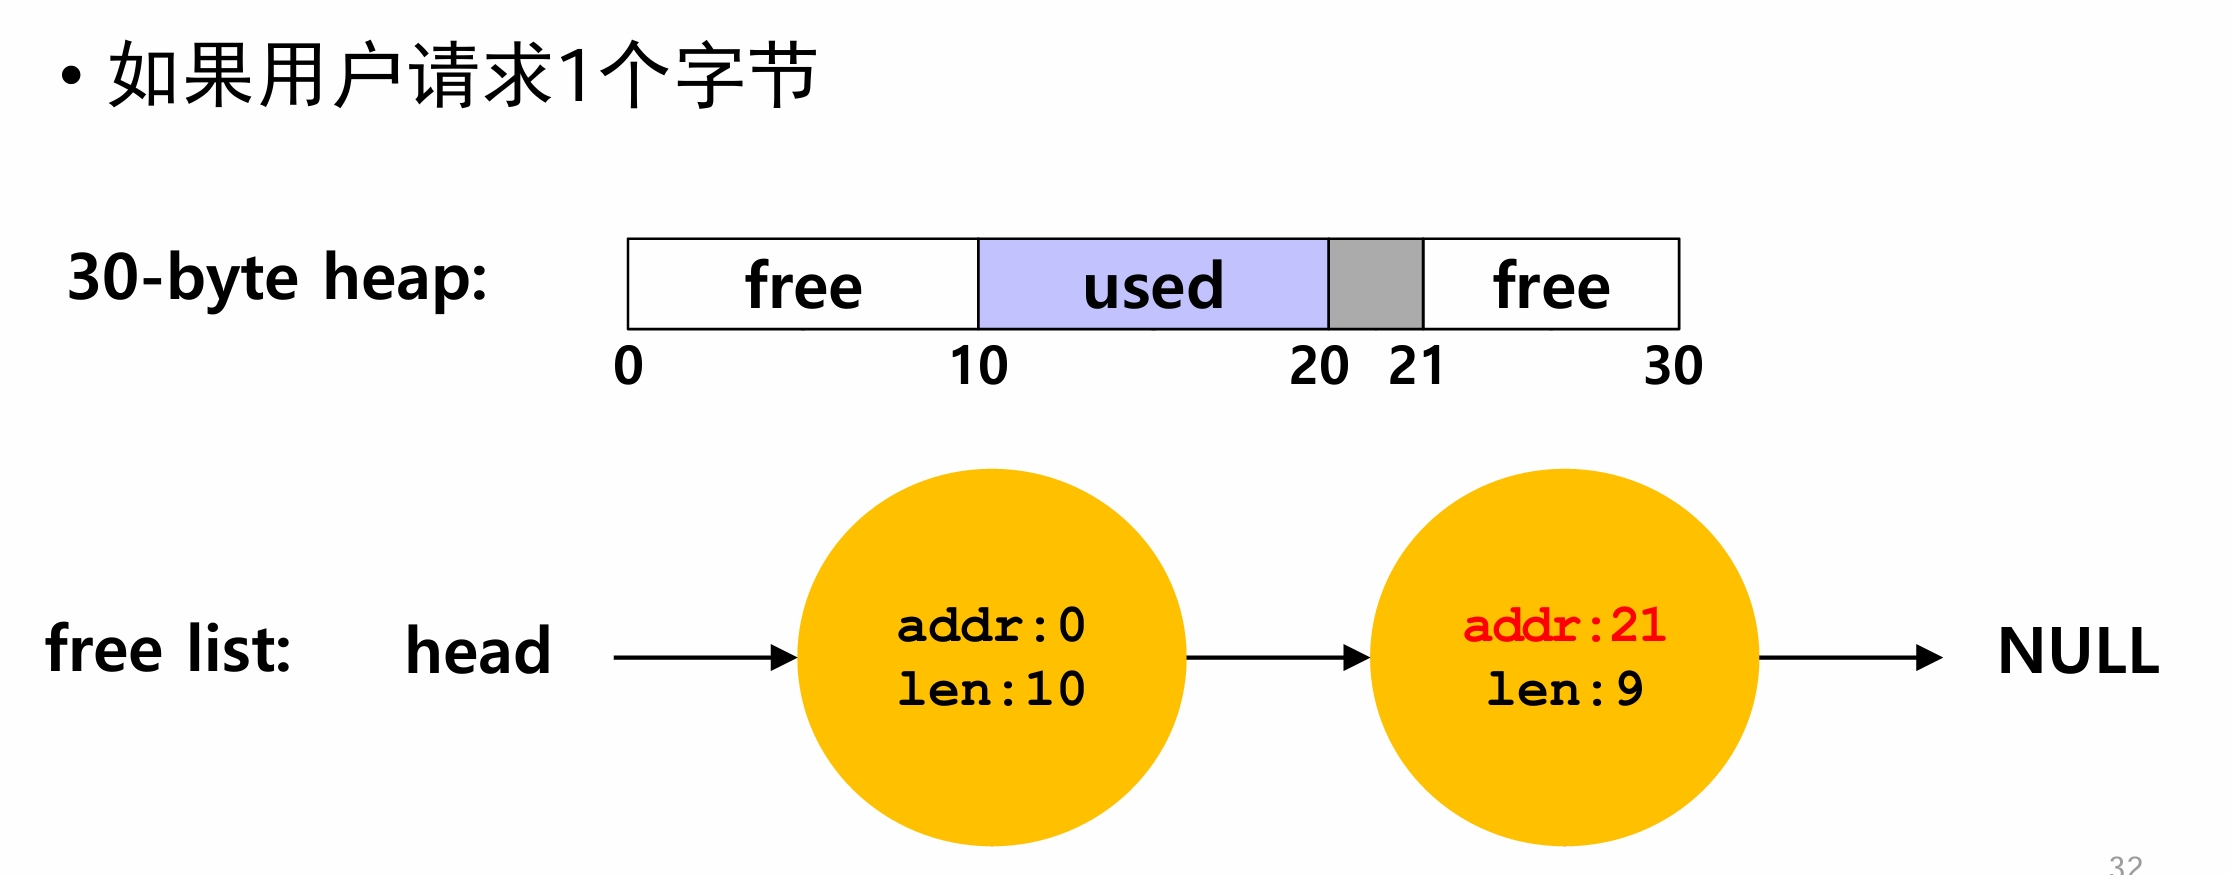 • 如果用户请求1个字节
30-byte heap: free used free
0 10 20 21 30
addr:0 addr:21
free list: head NULL
len:10 len:9
32